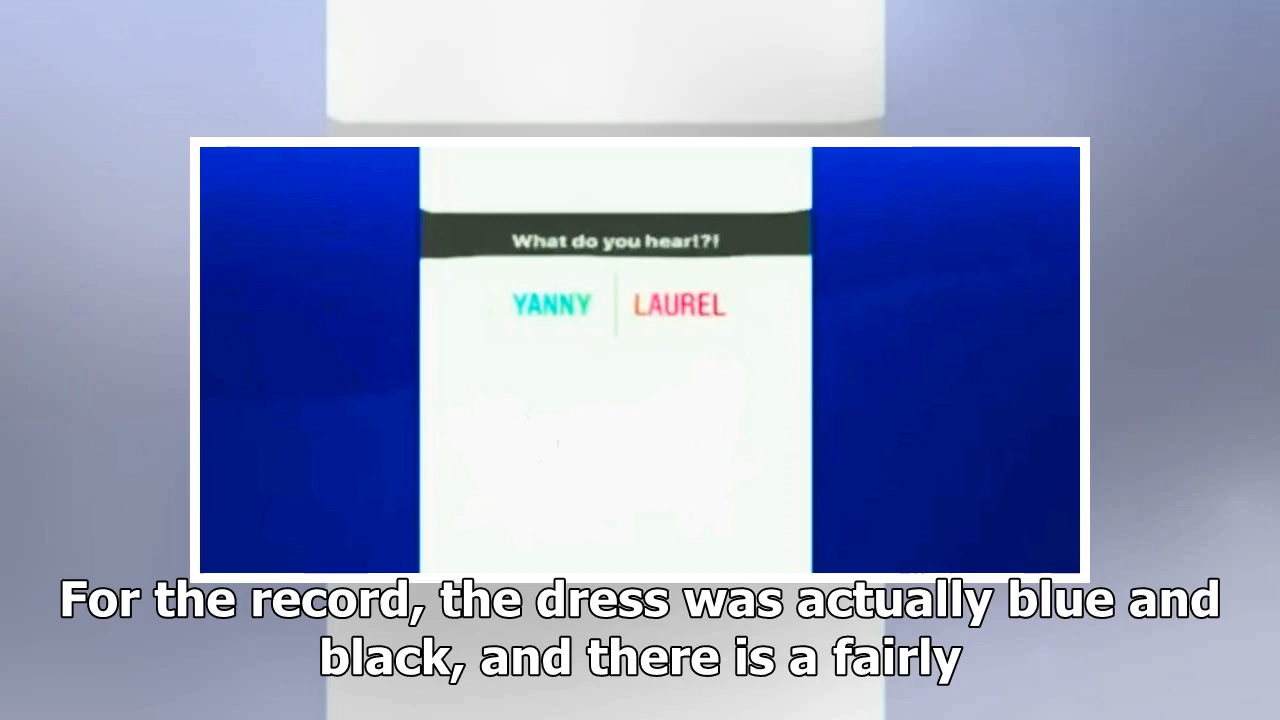 What do you hear!?!
YANNY LAUREL
For the record, the dress was actually blue and
black, and there is a fairly